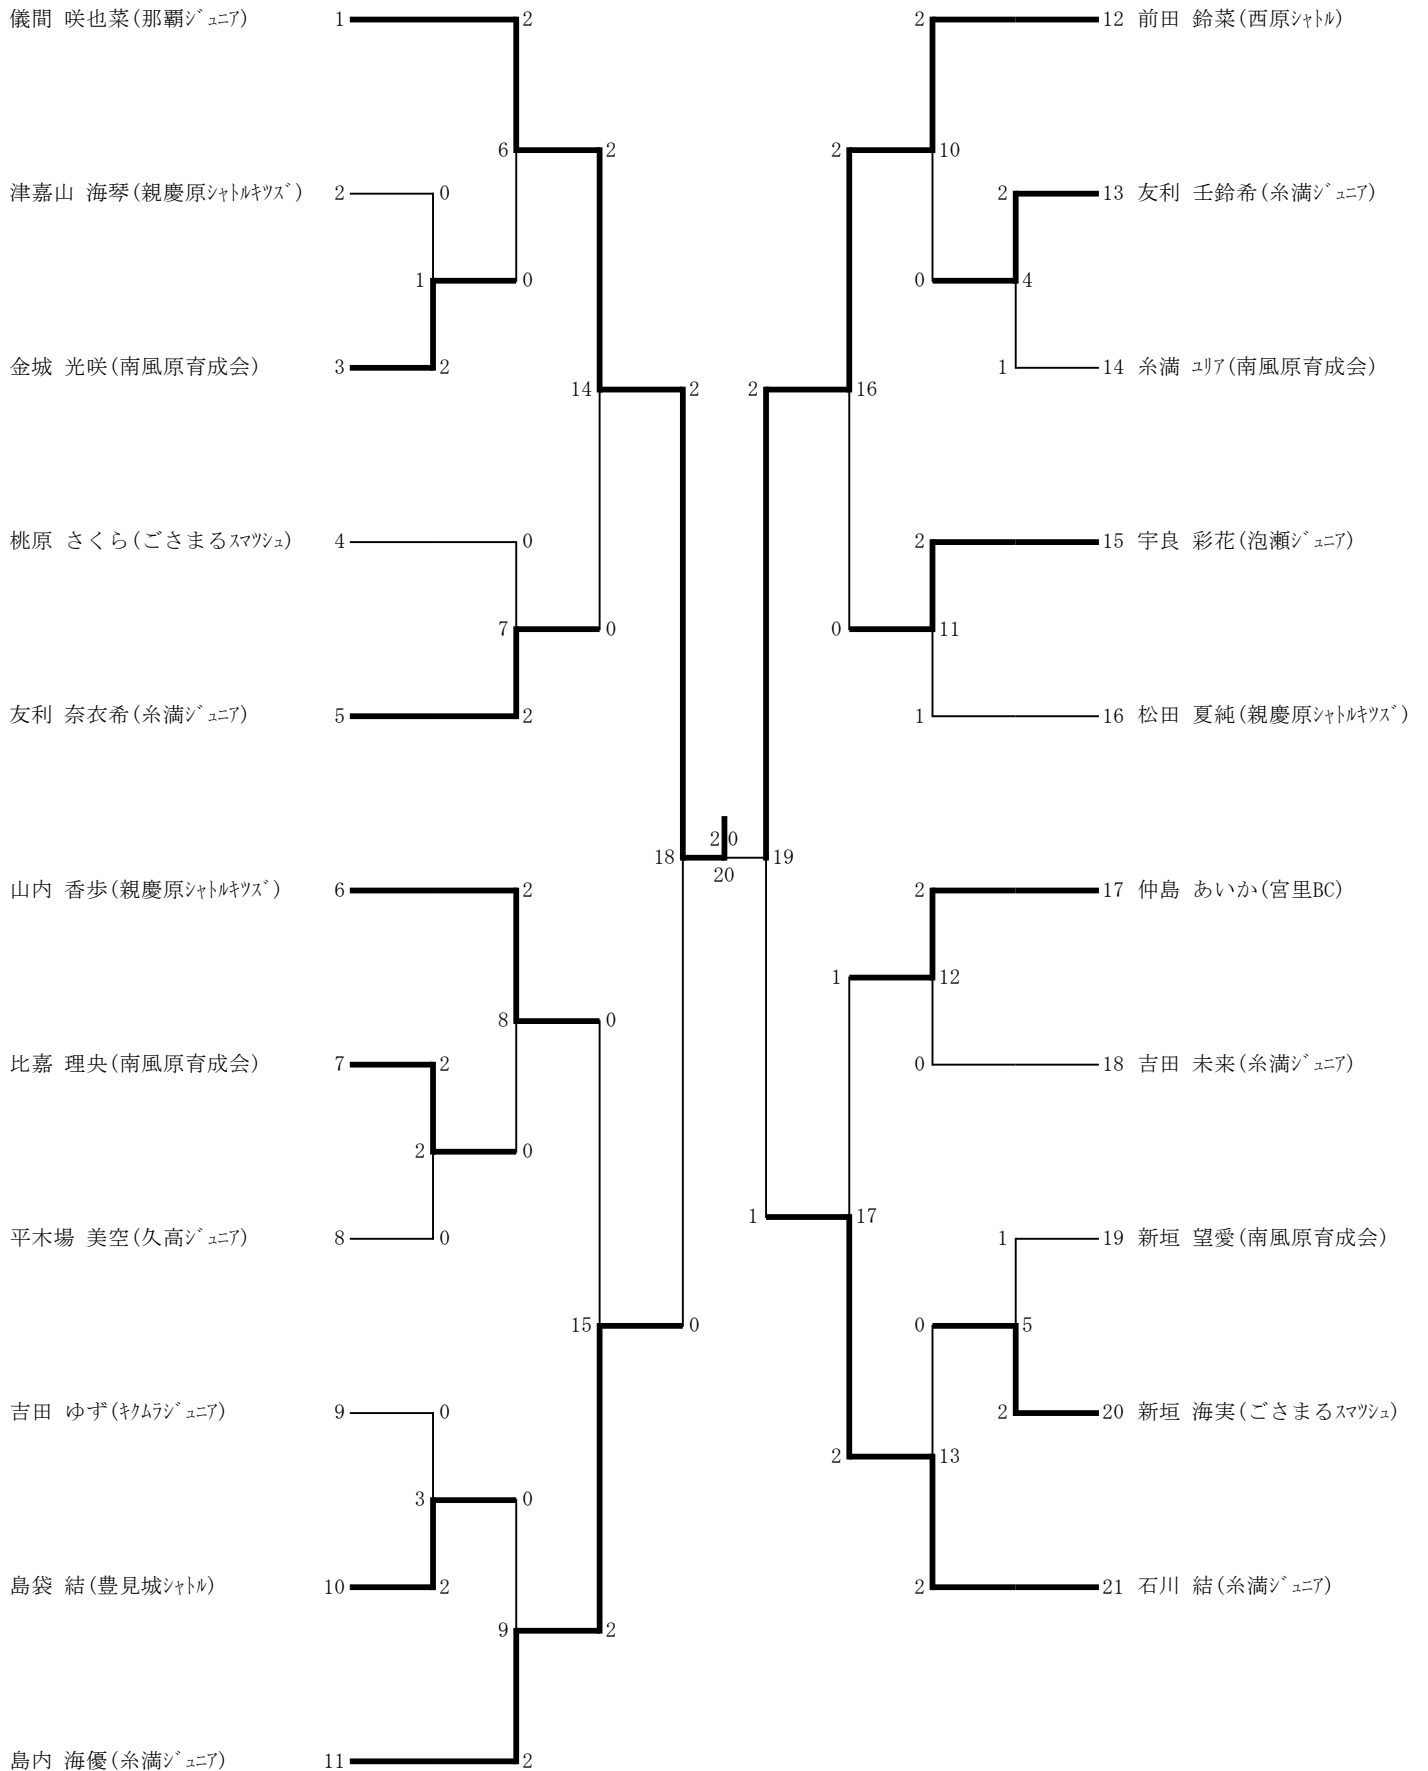 儀間 咲也菜(那覇ｼﾞｭﾆｱ) 1 2 2 12 前田 鈴菜(西原ｼｬﾄﾙ)
6 2 2 10
津嘉山 海琴(親慶原ｼｬﾄﾙｷｯｽﾞ) 2 0 2 13 友利 壬鈴希(糸満ｼﾞｭﾆｱ)
1 0 0 4
金城 光咲(南風原育成会) 3 2 1 14 糸満 ﾕﾘｱ(南風原育成会)
14 2 2 16
桃原 さくら(ごさまるｽﾏｯｼｭ) 4 0 2 15 宇良 彩花(泡瀬ｼﾞｭﾆｱ)
7 0 0 11
友利 奈衣希(糸満ｼﾞｭﾆｱ) 5 2 1 16 松田 夏純(親慶原ｼｬﾄﾙｷｯｽﾞ)
2 0
18 19
20
山内 香歩(親慶原ｼｬﾄﾙｷｯｽﾞ) 6 2 2 17 仲島 あいか(宮里BC)
1 12
8 0
比嘉 理央(南風原育成会) 7 2 0 18 吉田 未来(糸満ｼﾞｭﾆｱ)
2 0
1 17
平木場 美空(久高ｼﾞｭﾆｱ) 8 0 1 19 新垣 望愛(南風原育成会)
15 0 0 5
吉田 ゆず(ｷｸﾑﾗｼﾞｭﾆｱ) 9 0 2 20 新垣 海実(ごさまるｽﾏｯｼｭ)
2 13
3 0
島袋 結(豊見城ｼｬﾄﾙ) 10 2 2 21 石川 結(糸満ｼﾞｭﾆｱ)
9 2
島内 海優(糸満ｼﾞｭﾆｱ) 11 2